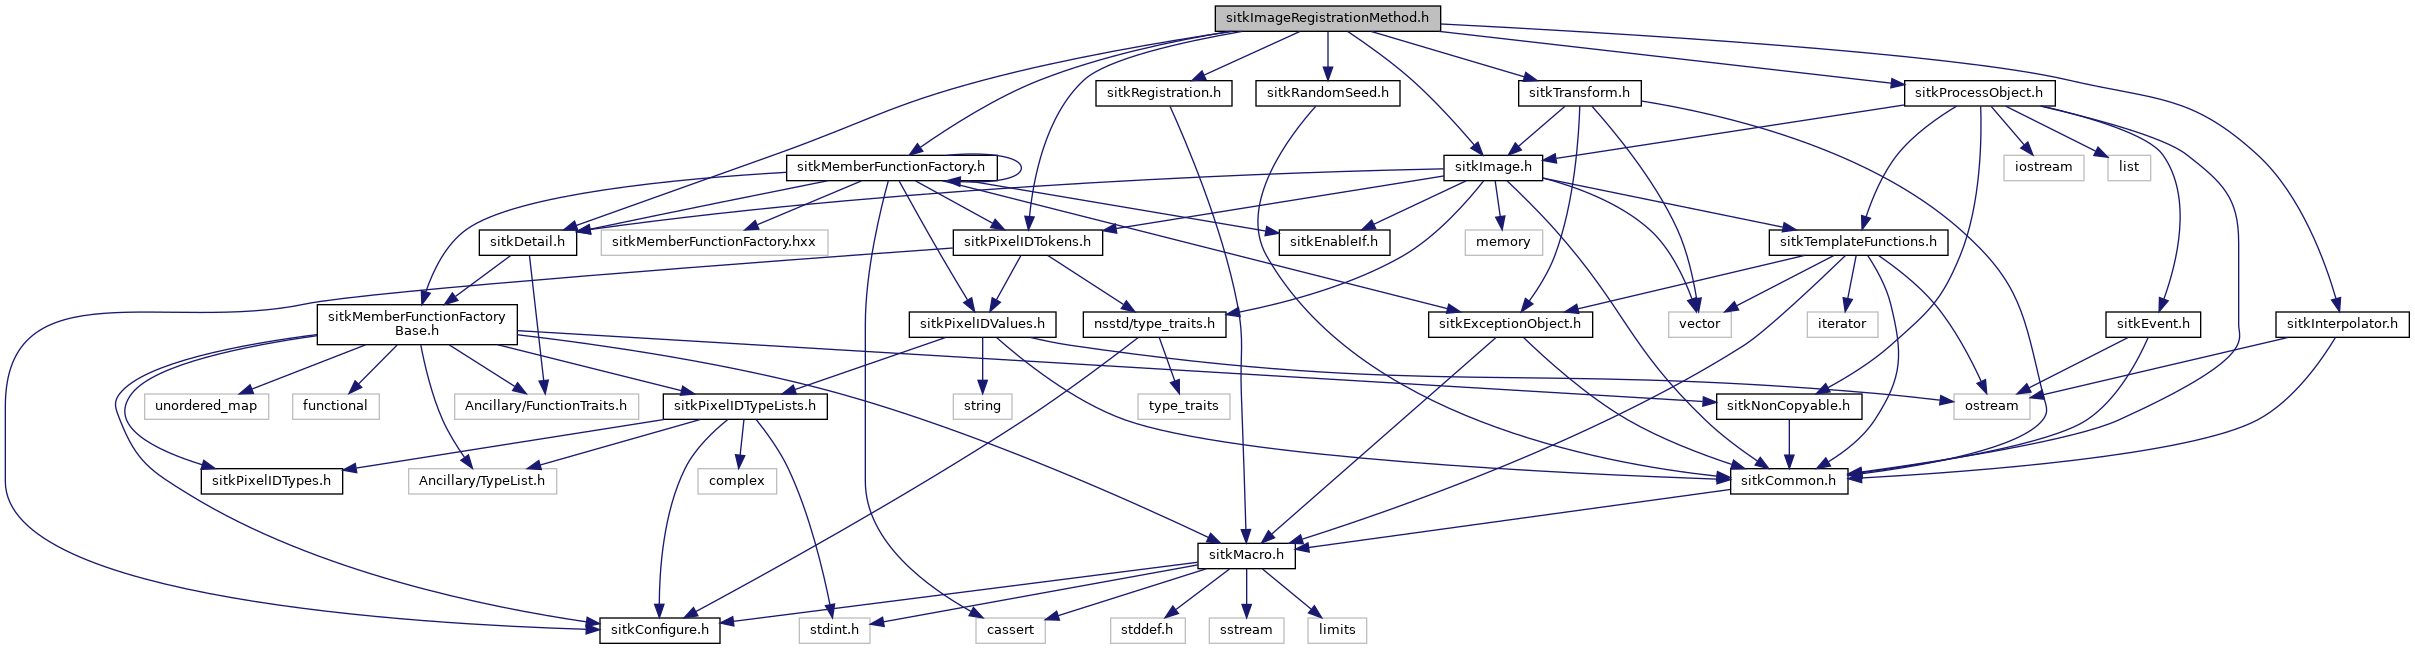 sitkImageRegistrationMethod.h
sitkRegistration.h
sitkRandomSeed.h
sitkTransform.h
sitkProcessObject.h
sitkMemberFunctionFactory.h
sitkImage.h
iostream
list
sitkDetail.h
sitkMemberFunctionFactory.hxx
sitkPixelIDTokens.h
sitkEnableIf.h
memory
sitkTemplateFunctions.h
sitkMemberFunctionFactory
Base.h
sitkPixelIDValues.h
nsstd/type_traits.h
sitkExceptionObject.h
vector
iterator
sitkEvent.h
sitkInterpolator.h
unordered_map
functional
Ancillary/FunctionTraits.h
sitkPixelIDTypeLists.h
string
type_traits
sitkNonCopyable.h
ostream
sitkPixelIDTypes.h
Ancillary/TypeList.h
complex
sitkCommon.h
sitkMacro.h
sitkConfigure.h
stdint.h
cassert
stddef.h
sstream
limits